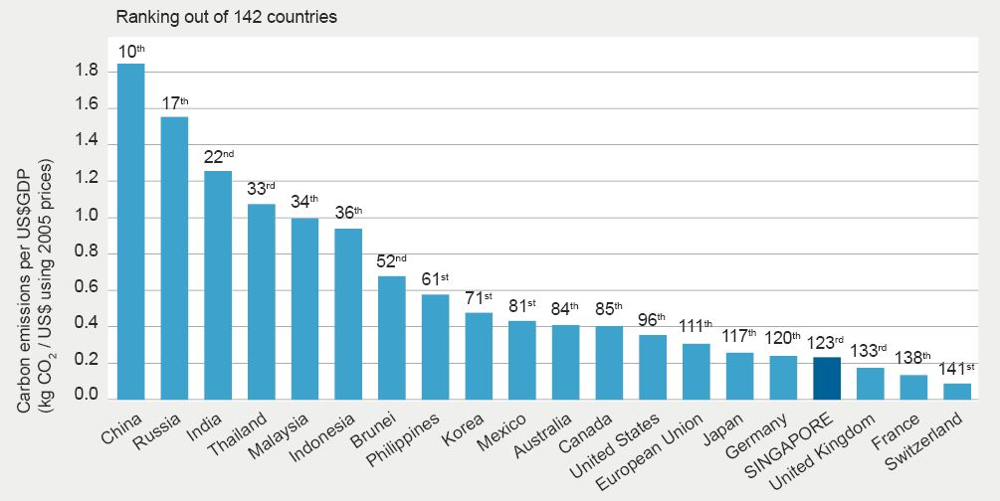 Ranking out of 142 countries
Carbon emissions per US$GDP
(kg CO2 / US$ using 2005 prices)
1.8
1.6
1.4
1.2
1.0
0.8
0.6
0.4
0.2
0.0
10th
17th
22nd
33rd
34th
36th
52nd
61st
71st
81st
84th
85th
96th
111th
117th
120th
123rd
133rd
138th
141st
China
Russia
India
Thailand
Malaysia
Indonesia
Brunei
Philippines
Korea
Mexico
Australia
Canada
United States
European Union
Japan
Germany
SINGAPORE
United Kingdom
France
Switzerland